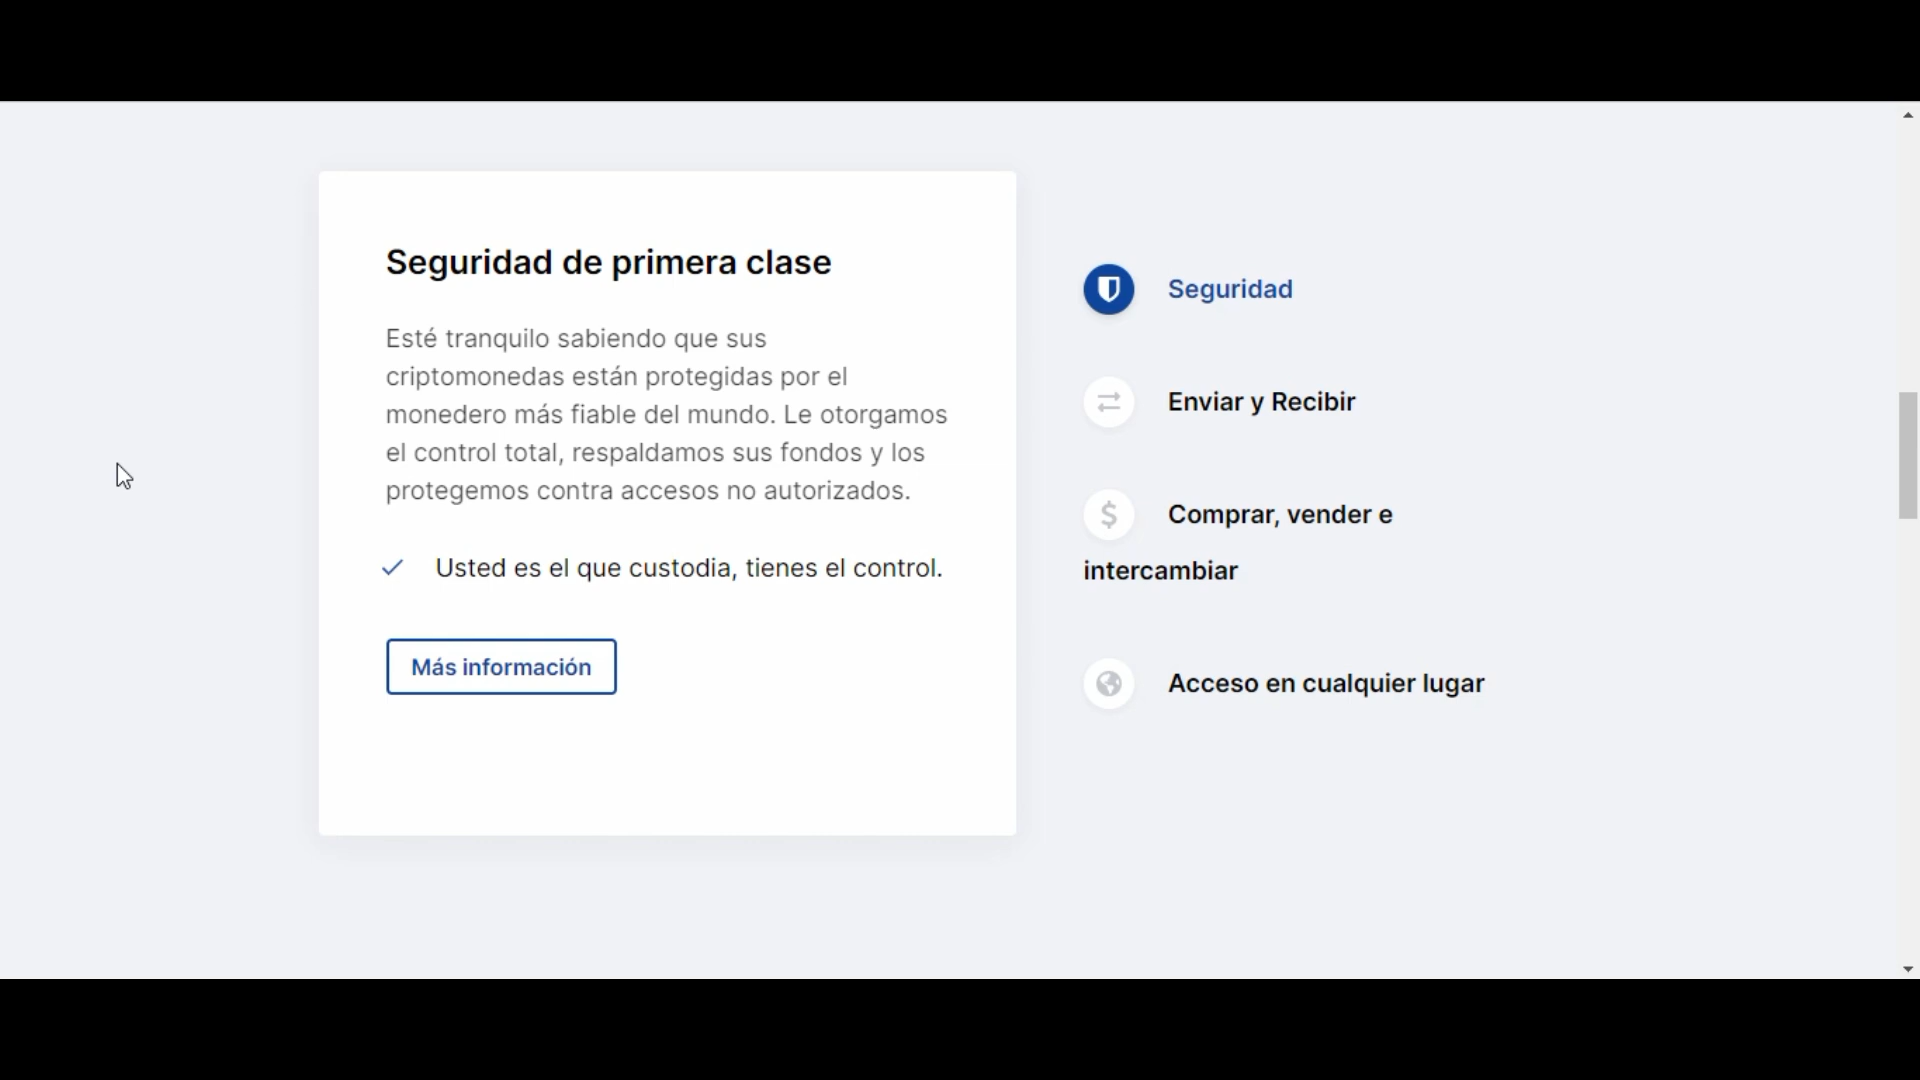 Seguridad de primera clase
Esté tranquilo sabiendo que sus
criptomonedas están protegidas por el
monedero más fiable del mundo. Le otorgamos
el control total, respaldamos sus fondos y los
protegemos contra accesos no autorizados.
Usted es el que custodia, tienes el control.
Más información
Seguridad
Enviar y Recibir
Comprar, vender e
intercambiar
Acceso en cualquier lugar